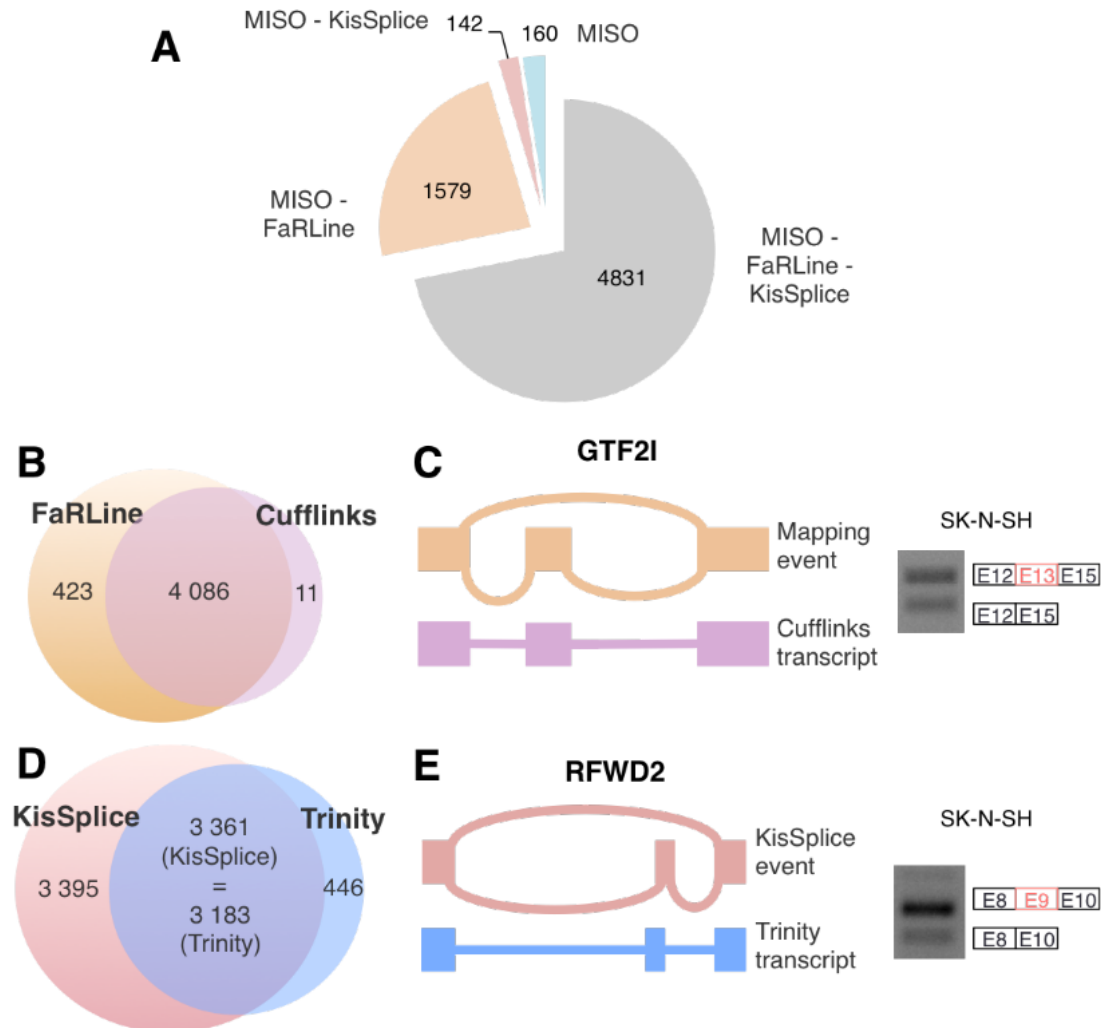 A
MISO - KisSplice
142
160
MISO
1579
MISO -
FaRLine
4831
MISO -
FaRLine -
KisSplice
B
FaRLine
Cufflinks
423
4 086
11
C
GTF2I
Mapping
event
Cufflinks
transcript
SK-N-SH
E12 E13 E15
E12 E15
D
KisSplice
Trinity
3 395
3 361
(KisSplice)
=
3 183
(Trinity)
446
E
RFWD2
KisSplice
event
Trinity
transcript
SK-N-SH
E8 E9 E10
E8 E10